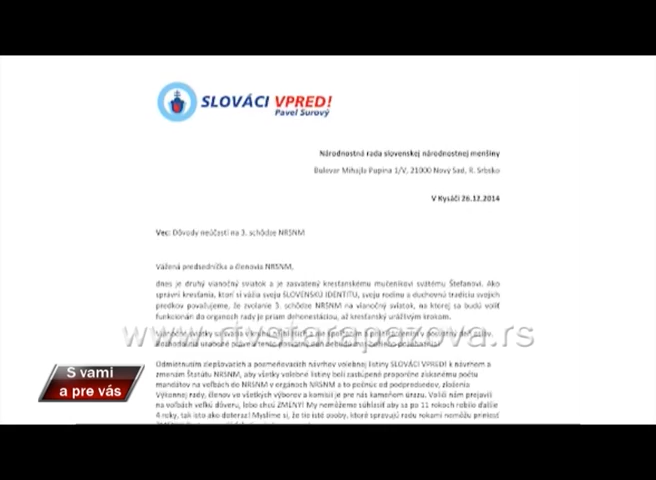 SLOVÁCI VPRED!
Pavel Surový
Národnostná rada slovenskej národnostnej menšiny
Bulevar Mihajla Pupina 1/V, 21000 Nový Sad, R. Srbsko
V Kysáči 26.12.2014
Vec: Dôvody neúčasti na 3. schôdze NRSNM
Vážená predsedníčka a členovia NRSNM,
dnes je druhý vianočný sviatok a je zasvätený kresťanskému mučeníkovi svätému Štefanovi. Ako
správni kresťania, ktorí si vážia svoju SLOVENSKÚ IDENTITU, svoju rodinu a duchovnú tradíciu svojich
predkov považujeme, že zvolanie 3. schôdze NRSNM na vianočný sviatok, na ktorej sa budú voliť
funkcionári do orgánov rady je priam dehonestáciou, až kresťanský urážlivým krokom.
Vianočné sviatky sa
www.dtvstarapazova.rs
Odmietnutím zlepšovacích a pozmeňovacích návrhov volebnej listiny SLOVÁCI VPRED! k návrhom a
zmenám Štatútu NRSNM, aby všetky volebné listiny boli zastúpené proporčne získanému počtu
mandátov na voľbách do NRSNM v orgánoch NRSNM a to počnúc od podpredsedov, zloženia
Výkonnej rady, členov vo všetkých výborov a komisií je pre nás kameňom úrazu. Voliči nám prejavili
na voľbách veľkú dôveru, lebo chcú ZMENY! My nemôžeme súhlasiť aby sa po 11 rokoch robilo ďalšie
4 roky, tak isto ako doteraz! Myslíme si, že tie isté osoby, ktoré spravujú radu rokami nemôžu priniesť
S vami
a pre vás